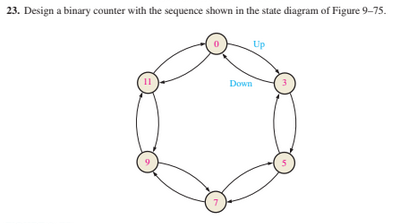 23. Design a binary counter with the sequence shown in the state diagram of Figure 9–75.
0
Up
11
Down
3
9
5
7